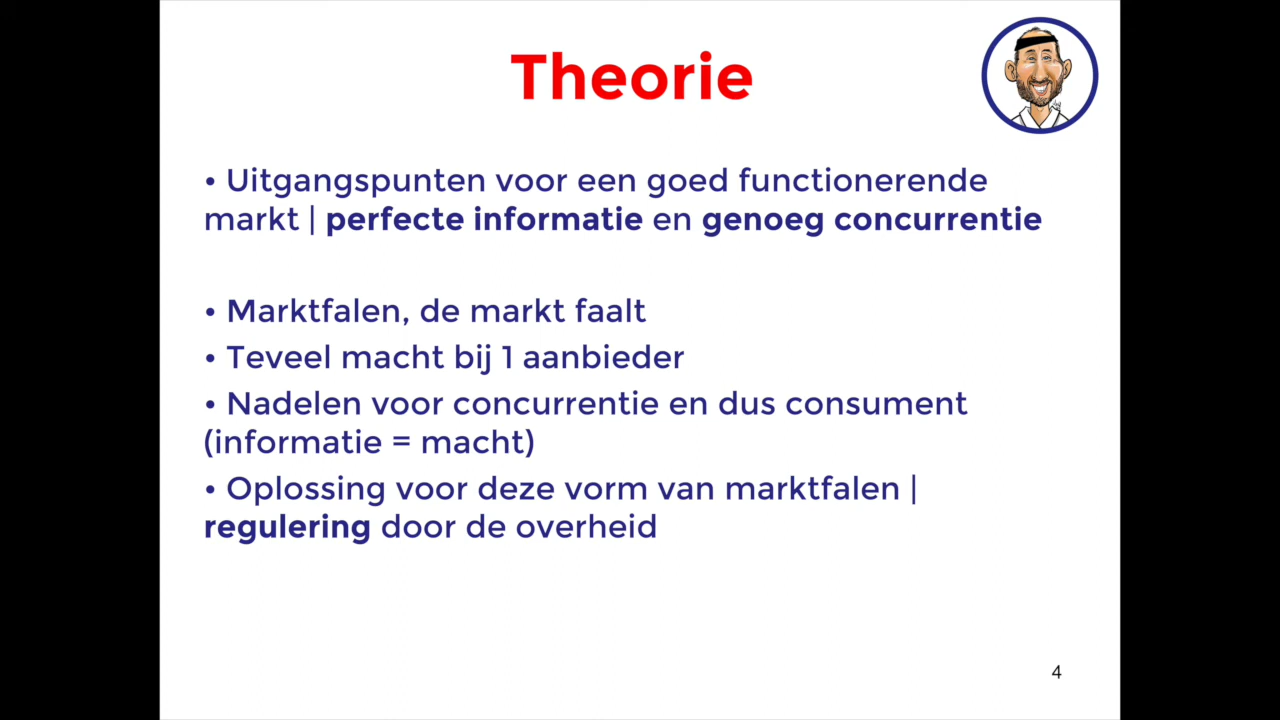 Theorie
• Uitgangspunten voor een goed functionerende
markt | perfecte informatie en genoeg concurrentie
• Marktfalen, de markt faalt
• Teveel macht bij 1 aanbieder
• Nadelen voor concurrentie en dus consument
(informatie = macht)
• Oplossing voor deze vorm van marktfalen |
regulering door de overheid
4